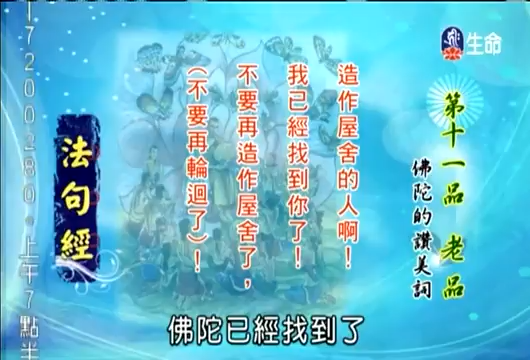 生命
第十一品 老品
佛陀的讚美詞
造作屋舍的人啊！
我已經找到你了！
不要再造作屋舍了，
（不要再輪迴了）！
法句經
17200280。上午7點半
佛陀已經找到了